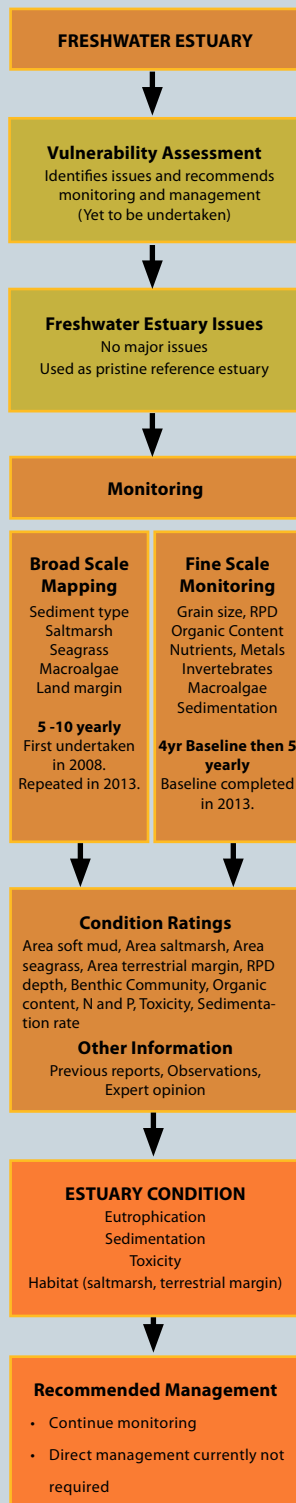 FRESHWATER ESTUARY
Vulnerability Assessment
Identifies issues and recommends
monitoring and management
(Yet to be undertaken)
Freshwater Estuary Issues
No major issues
Used as pristine reference estuary
Monitoring
Broad Scale
Mapping
Sediment type
Saltmarsh
Seagrass
Macroalgae
Land margin
5 -10 yearly
First undertaken
in 2008.
Repeated in 2013.
Fine Scale
Monitoring
Grain size, RPD
Organic Content
Nutrients, Metals
Invertebrates
Macroalgae
Sedimentation
4yr Baseline then 5
yearly
Baseline completed
in 2013.
Condition Ratings
Area soft mud, Area saltmarsh, Area
seagrass, Area terrestrial margin, RPD
depth, Benthic Community, Organic
content, N and P, Toxicity, Sedimenta-
tion rate
Other Information
Previous reports, Observations,
Expert opinion
ESTUARY CONDITION
Eutrophication
Sedimentation
Toxicity
Habitat (saltmarsh, terrestrial margin)
Recommended Management
• Continue monitoring
• Direct management currently not
required